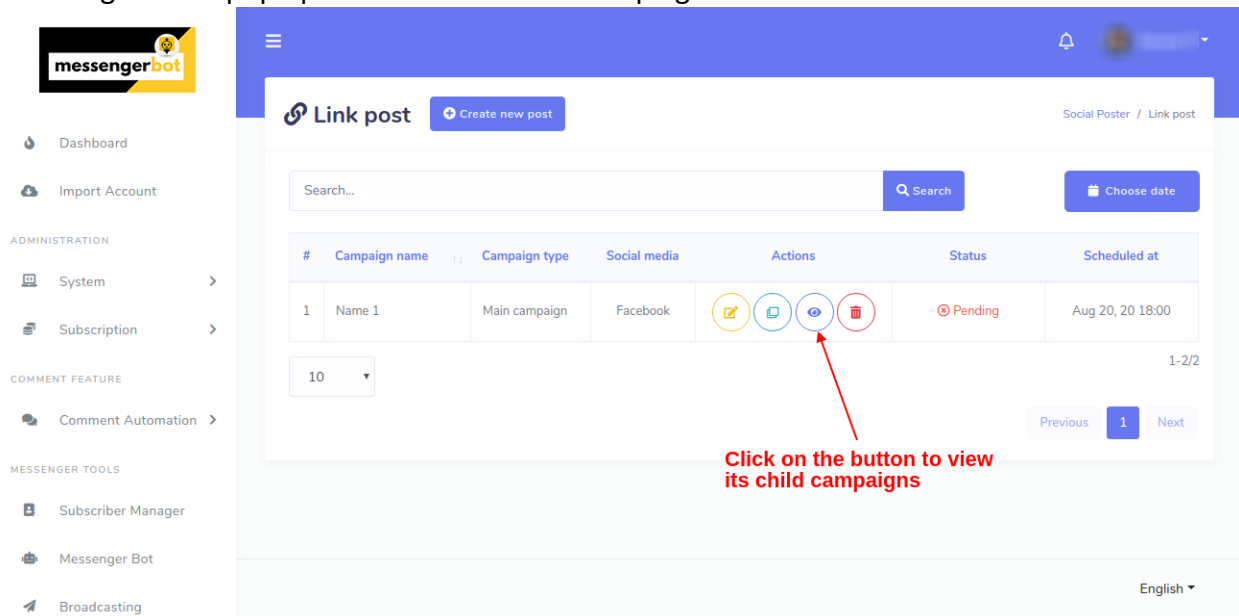 messengerbot
Link post
Create new post
Social Poster / Link post
Dashboard
Import Account
Search...
Search
Choose date
ADMINISTRATION
# Campaign name Campaign type Social media Actions Status Scheduled at
System
1 Name 1 Main campaign Facebook Pending Aug 20, 20 18:00
Subscription
10
1-2/2
COMMENT FEATURE
Comment Automation
Previous 1 Next
MESSENGER TOOLS
Click on the button to view
its child campaigns
Subscriber Manager
Messenger Bot
English
Broadcasting